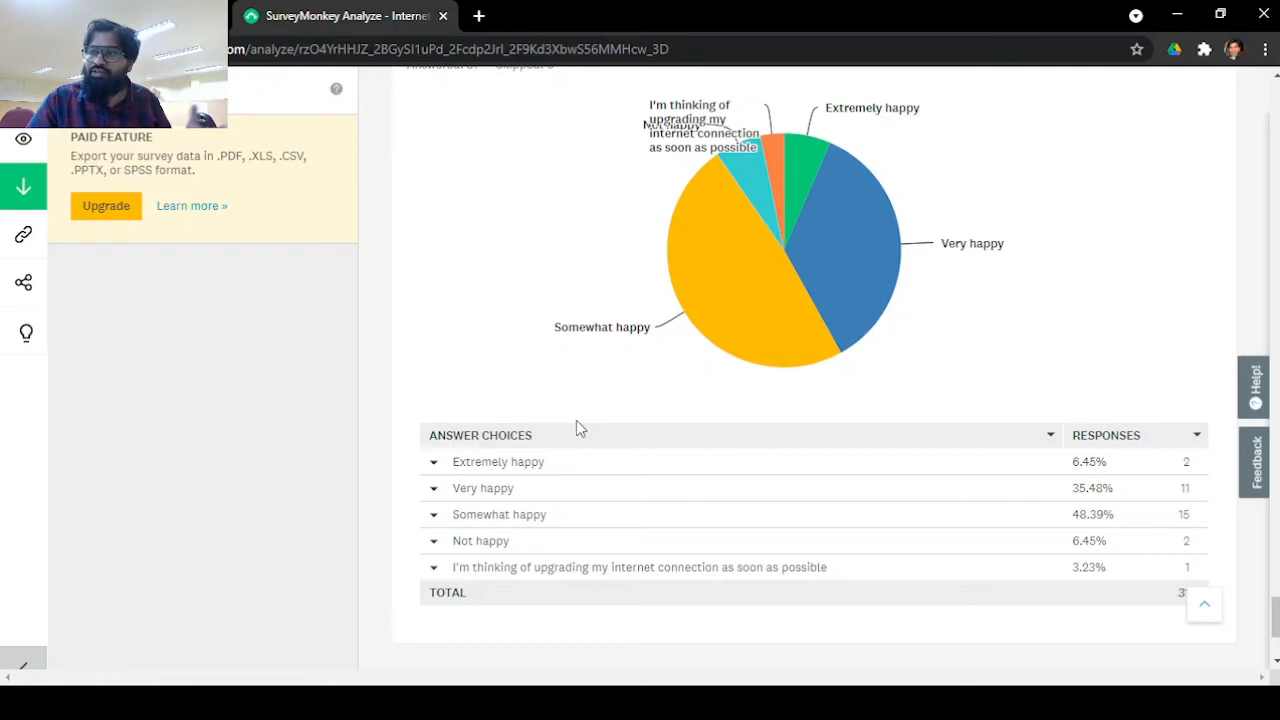 SurveyMonkey Analyze - Internet
om/analyze/rzO4YrHHJZ_2BGySI1uPd_2Fcdp2JrI_2F9Kd3XbwS56MMHcw_3D
PAID FEATURE
Export your survey data in .PDF, .XLS, .CSV,
.PPTX, or SPSS format.
Upgrade
Learn more »
I'm thinking of
upgrading my
internet connection
as soon as possible
Extremely happy
Very happy
Somewhat happy
ANSWER CHOICES RESPONSES
Extremely happy 6.45% 2
Very happy 35.48% 11
Somewhat happy 48.39% 15
Not happy 6.45% 2
I'm thinking of upgrading my internet connection as soon as possible 3.23% 1
TOTAL
Help!
Feedback